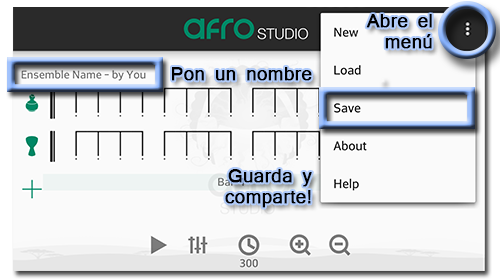 afro STUDIO
Abre el
menú
New
Load
Save
About
Help
Ensemble Name - by You
Pon un nombre
Guarda y
comparte!
STUDIO
300